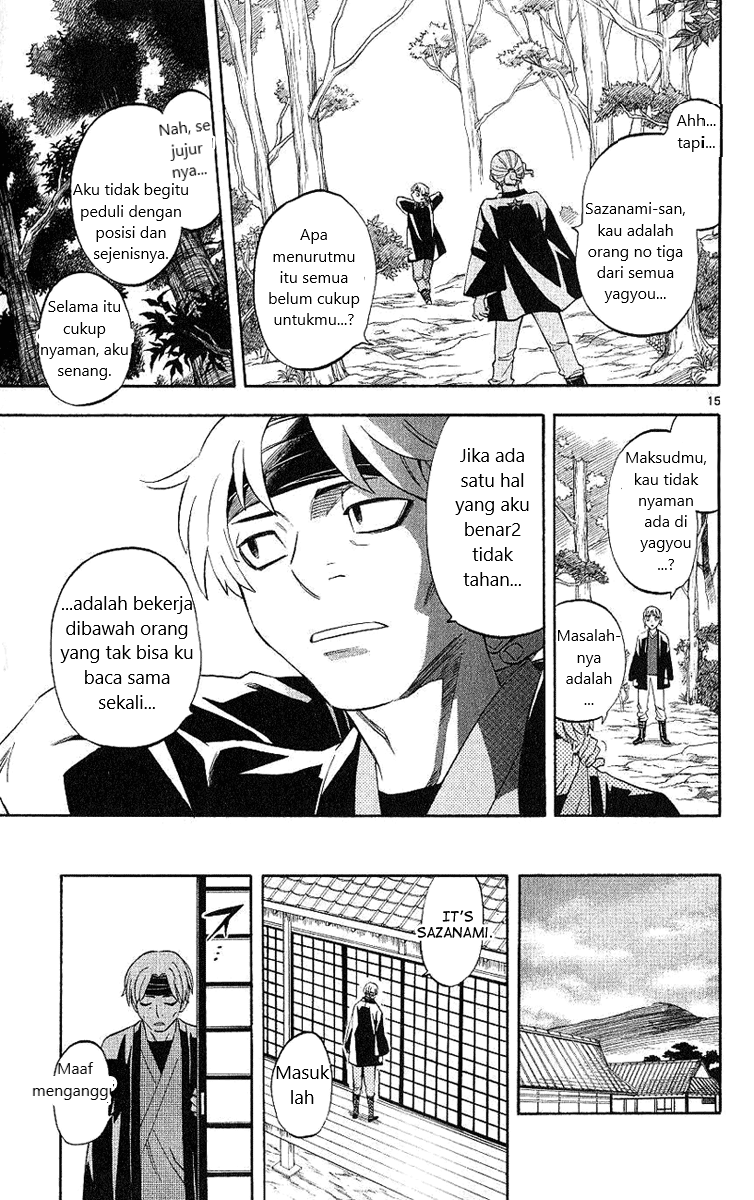 Ahh...
tapi...
Sazanami-san,
kau adalah
orang no tiga
dari semua
yagyou...
Apa
menurutmu
itu semua
belum cukup
untukmu...?
Nah, se
jujur
nya...
Aku tidak begitu
peduli dengan
posisi dan
sejenisnya.
Selama itu
cukup
nyaman, aku
senang.
15
Maksudmu,
kau tidak
nyaman
ada di
yagyou
...?
Masalah-
nya
adalah
...
Jika ada
satu hal
yang aku
benar2
tidak
tahan...
...adalah bekerja
dibawah orang
yang tak bisa ku
baca sama
sekali...
IT'S
SAZANAMI.
Masuk
lah
Maaf
menganggu